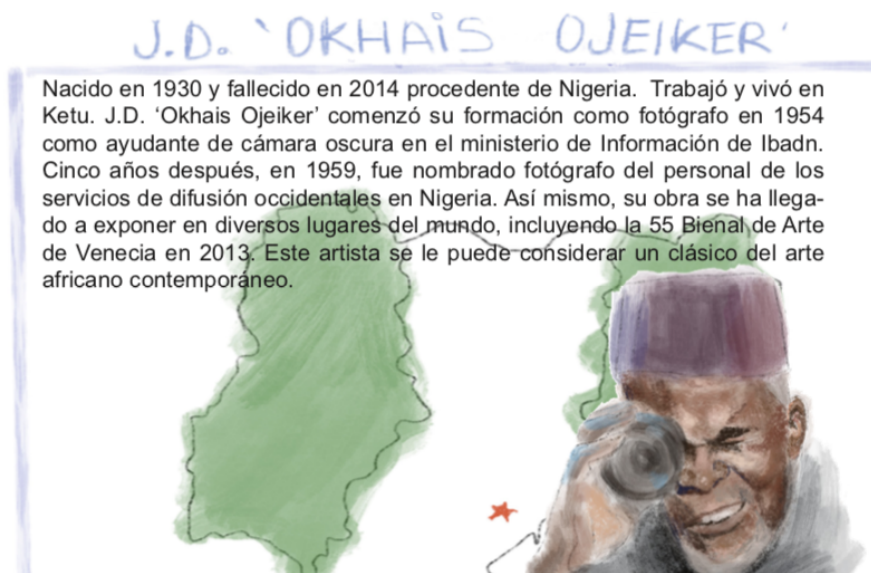 J.D. 'OKHAiS OJEIKER'
Nacido en 1930 y fallecido en 2014 procedente de Nigeria. Trabajó y vivó en
Ketu. J.D. ‘Okhais Ojeiker’ comenzó su formación como fotógrafo en 1954
como ayudante de cámara oscura en el ministerio de Información de Ibadn.
Cinco años después, en 1959, fue nombrado fotógrafo del personal de los
servicios de difusión occidentales en Nigeria. Así mismo, su obra se ha llega-
do a exponer en diversos lugares del mundo, incluyendo la 55 Bienal de Arte
de Venecia en 2013. Este artista se le puede considerar un clásico del arte
africano contemporáneo.